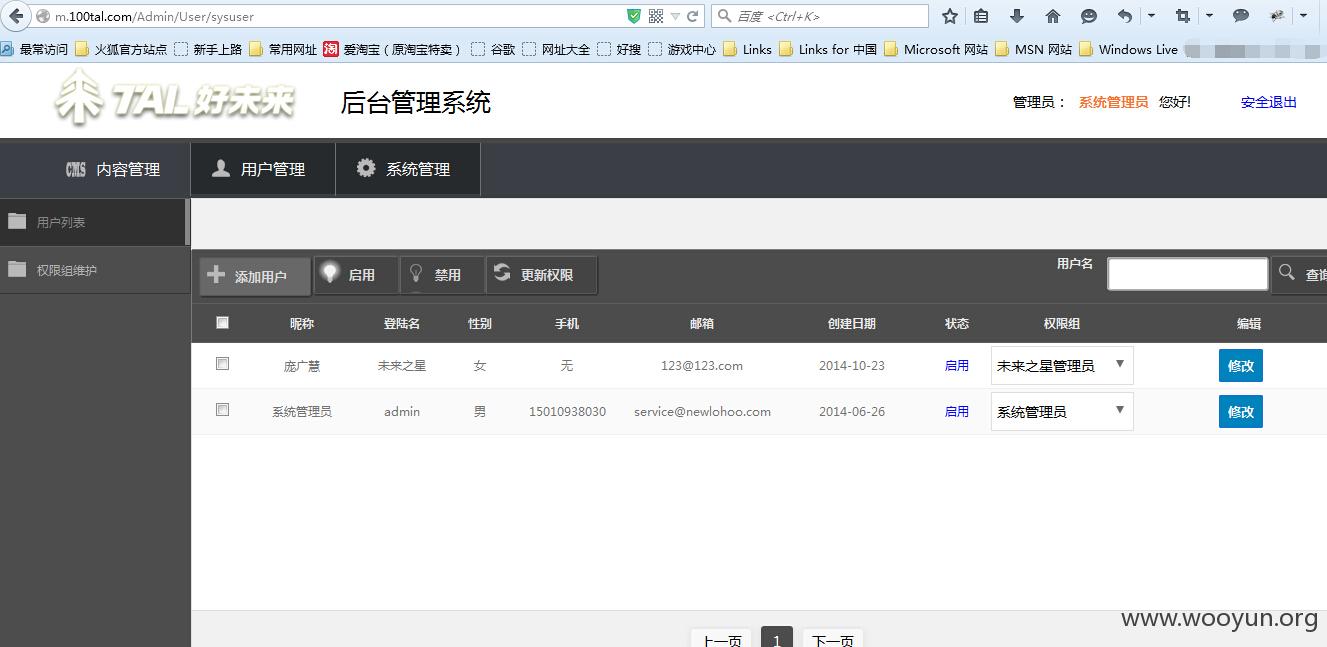 m.100tal.com/Admin/User/sysuser
百度 <Ctrl+K>
最常访问 火狐官方站点 新手上路 常用网址 淘 爱淘宝（原淘宝特卖） 谷歌 网址大全 好搜 游戏中心 Links Links for 中国 Microsoft 网站 MSN 网站 Windows Live
TAL 好未来
后台管理系统
管理员： 系统管理员 您好!
安全退出
CMS 内容管理 用户管理 系统管理
用户列表
权限组维护
添加用户 启用 禁用 更新权限 用户名
昵称 登陆名 性别 手机 邮箱 创建日期 状态 权限组 编辑
庞广慧 未来之星 女 无 123@123.com 2014-10-23 启用 未来之星管理员 修改
系统管理员 admin 男 15010938030 service@newlohoo.com 2014-06-26 启用 系统管理员 修改
上一页 1 下一页
www.wooyun.org